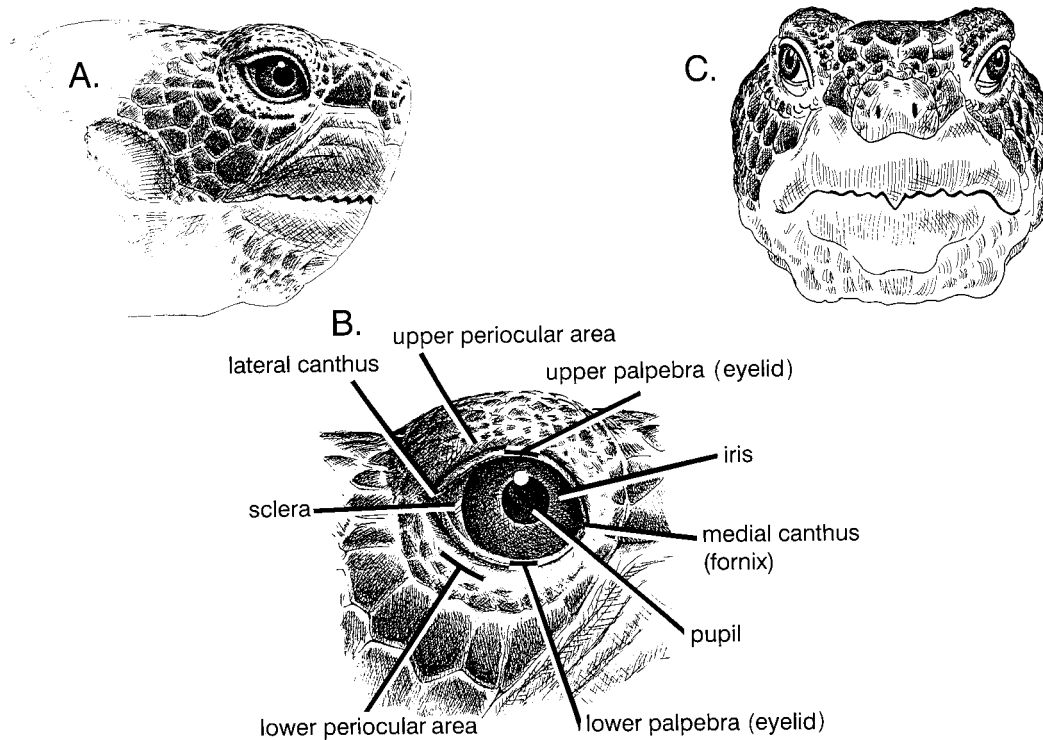 A.
C.
B.
upper periocular area
lateral canthus
upper palpebra (eyelid)
iris
sclera
medial canthus
(fornix)
pupil
lower periocular area
lower palpebra (eyelid)